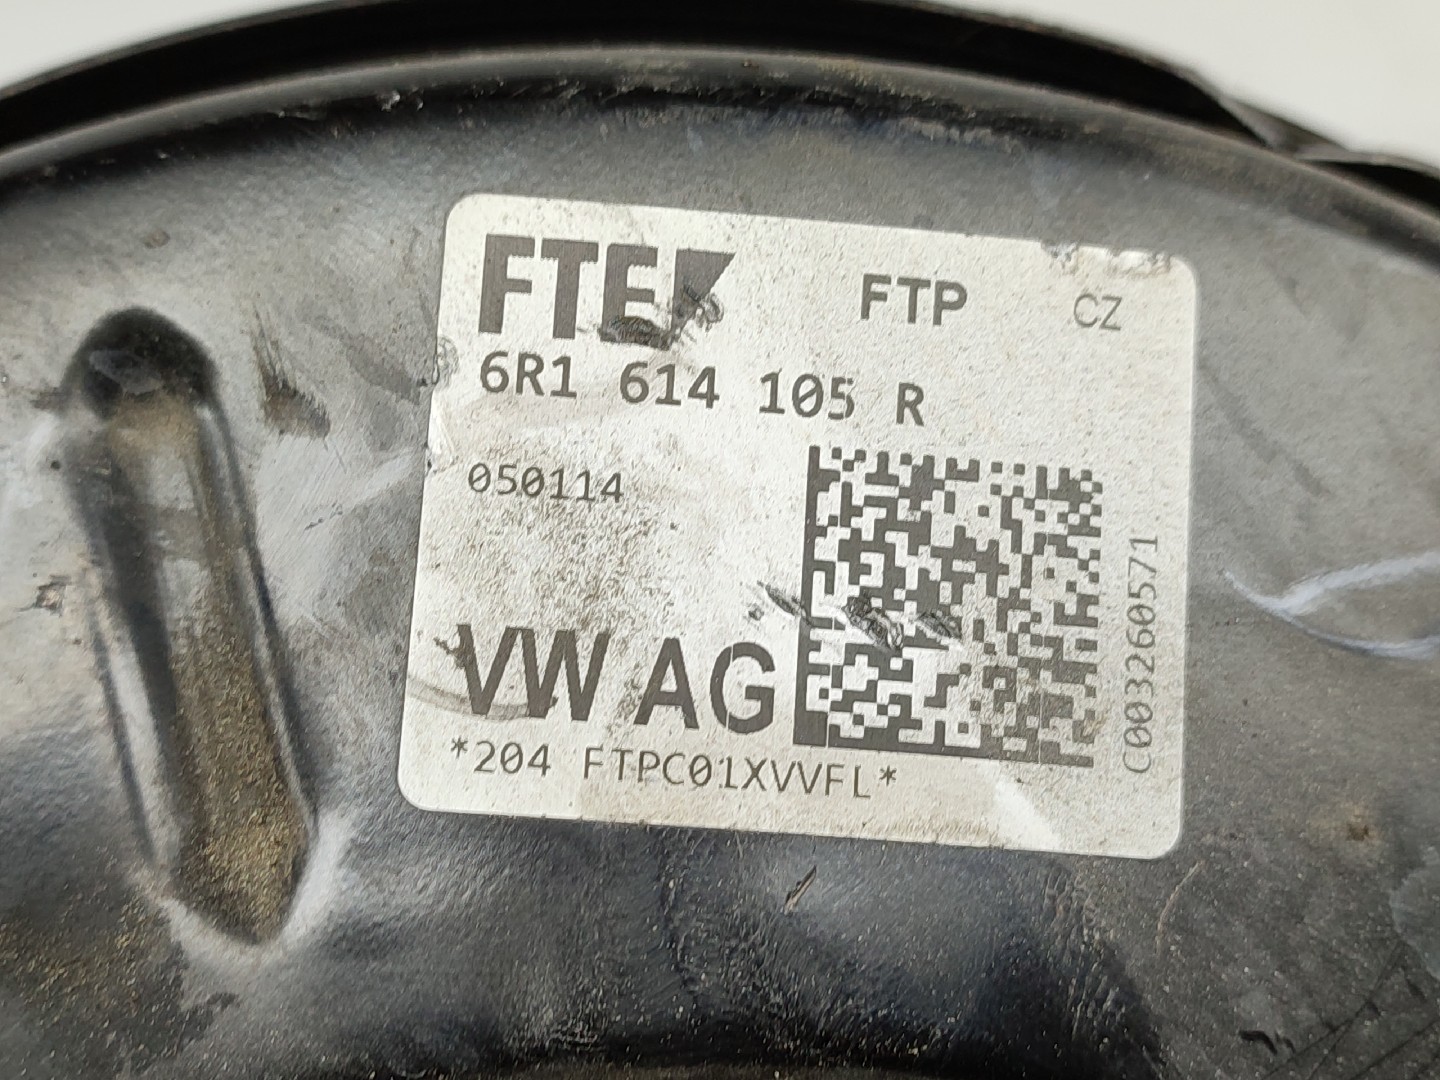 FTE FTP CZ
6R1 614 105 R
050114
VW AG
*204 FTPC01XVVFL*
C003260571